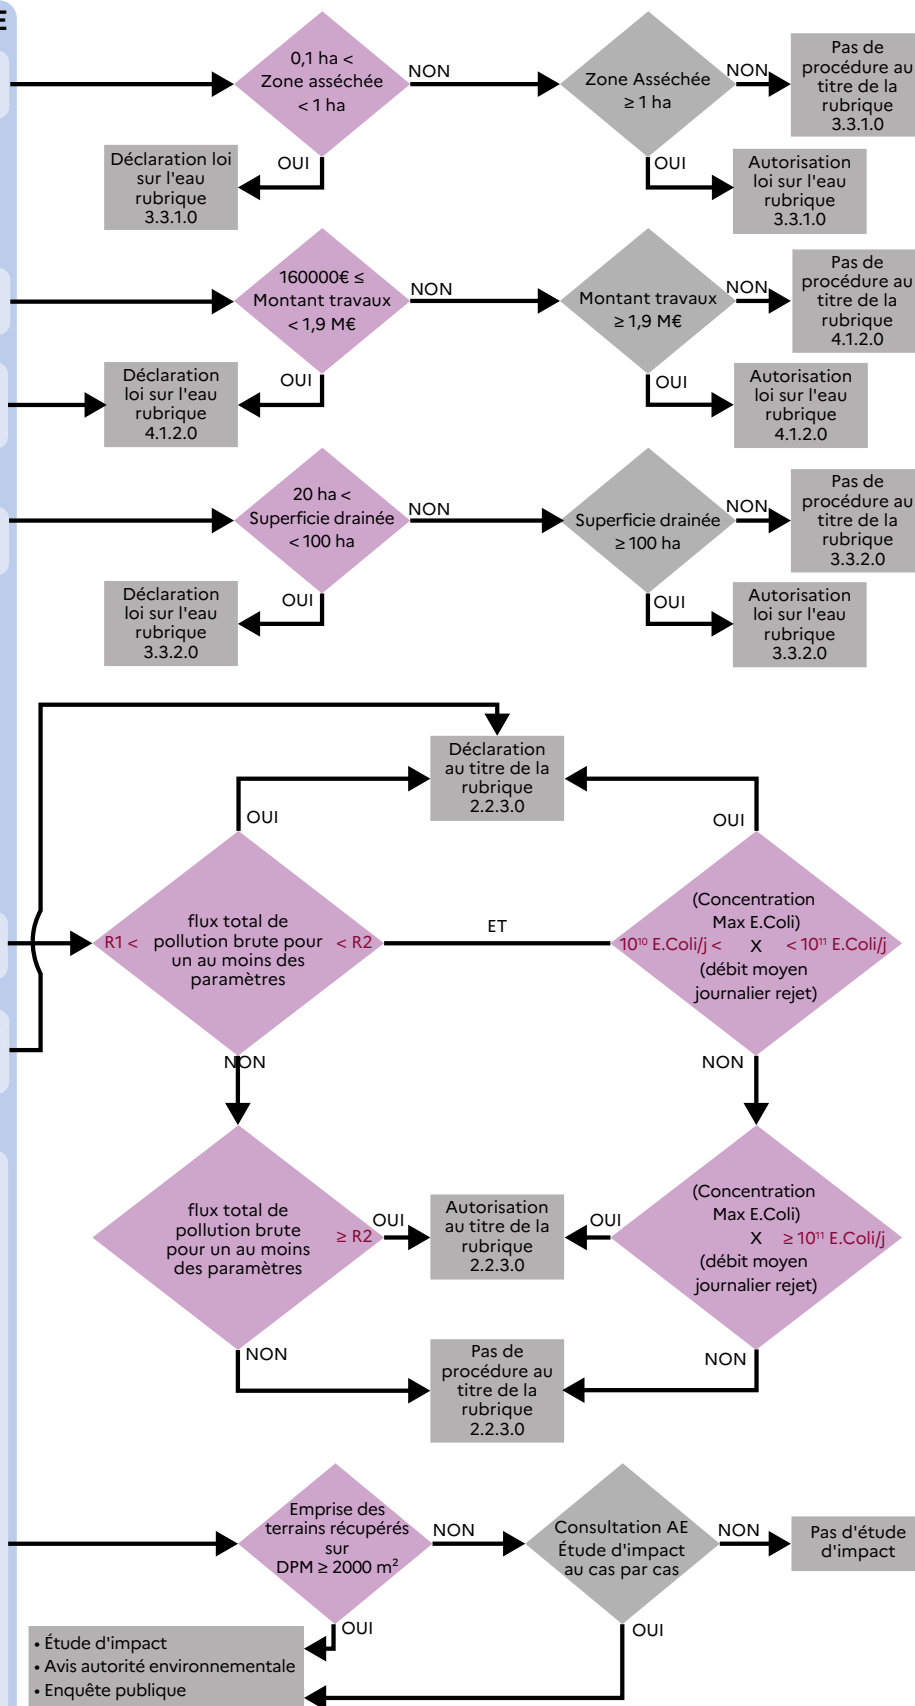 E
0,1 ha <
Zone asséchée
< 1 ha
NON
Zone Asséchée
≥ 1 ha
NON
Pas de
procédure au
titre de la
rubrique
3.3.1.0
OUI
Déclaration loi
sur l'eau
rubrique
3.3.1.0
OUI
Autorisation
loi sur l'eau
rubrique
3.3.1.0
160000€ ≤
Montant travaux
< 1,9 M€
NON
Montant travaux
≥ 1,9 M€
NON
Pas de
procédure au
titre de la
rubrique
4.1.2.0
OUI
Déclaration
loi sur l'eau
rubrique
4.1.2.0
OUI
Autorisation
loi sur l'eau
rubrique
4.1.2.0
20 ha <
Superficie drainée
< 100 ha
NON
Superficie drainée
≥ 100 ha
NON
Pas de
procédure au
titre de la
rubrique
3.3.2.0
OUI
Déclaration
loi sur l'eau
rubrique
3.3.2.0
OUI
Autorisation
loi sur l'eau
rubrique
3.3.2.0
Déclaration
au titre de la
rubrique
2.2.3.0
OUI
OUI
flux total de
R1 < pollution brute pour < R2
un au moins des
paramètres
ET
(Concentration
Max E.Coli)
10¹⁰ E.Coli/j < X < 10¹¹ E.Coli/j
(débit moyen
journalier rejet)
NON
NON
flux total de
pollution brute
pour un au moins ≥ R2
des paramètres
OUI
Autorisation
au titre de la
rubrique
2.2.3.0
OUI
(Concentration
Max E.Coli)
X ≥ 10¹¹ E.Coli/j
(débit moyen
journalier rejet)
NON
Pas de
procédure au
titre de la
rubrique
2.2.3.0
NON
Emprise des
terrains récupérés
sur
DPM ≥ 2000 m²
NON
Consultation AE
Étude d'impact
au cas par cas
NON
Pas d'étude
d'impact
OUI
OUI
• Étude d'impact
• Avis autorité environnementale
• Enquête publique